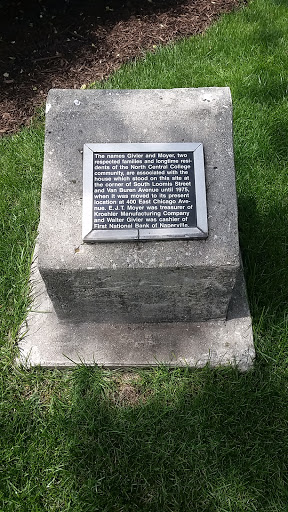 The names Givler and Moyer, two
respected families and longtime resi-
dents of the North Central College
community, are associated with the
house which stood on this site at
the corner of South Loomis Street
and Van Buren Avenue until 1975,
when it was moved to its present
location at 400 East Chicago Ave-
nue. E.J.T. Moyer was treasurer of
Kroehler Manufacturing Company
and Walter Givler was cashier of
First National Bank of Naperville.